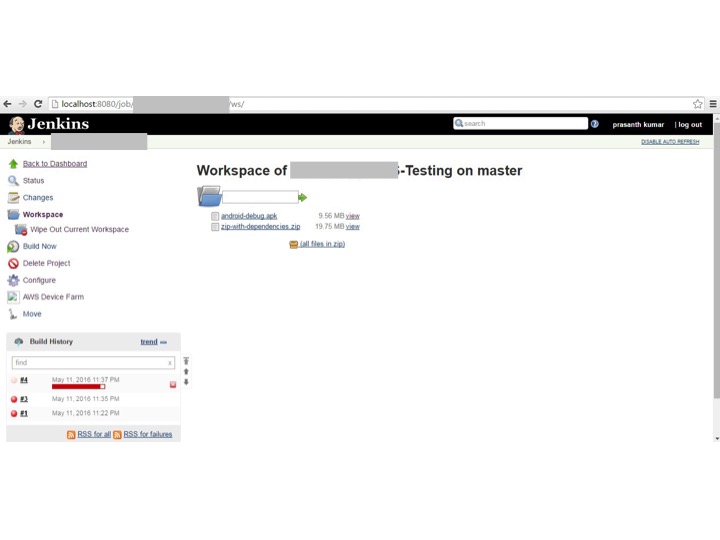 localhost:8080/job/ /ws/
Jenkins
search
prasanth kumar | log out
Jenkins ›
DISABLE AUTO REFRESH
Back to Dashboard
Status
Changes
Workspace
Wipe Out Current Workspace
Build Now
Delete Project
Configure
AWS Device Farm
Move
Workspace of -Testing on master
android-debug.apk 9.56 MB view
zip-with-dependencies.zip 19.75 MB view
(all files in zip)
Build History trend
find x
#4 May 11, 2016 11:37 PM
#3 May 11, 2016 11:35 PM
#1 May 11, 2016 11:22 PM
RSS for all RSS for failures